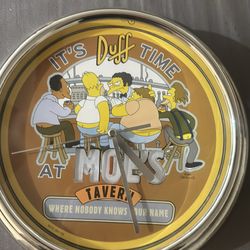 IT'S Duff TIME
AT MOE'S
TAVERN
WHERE NOBODY KNOWS YOUR NAME